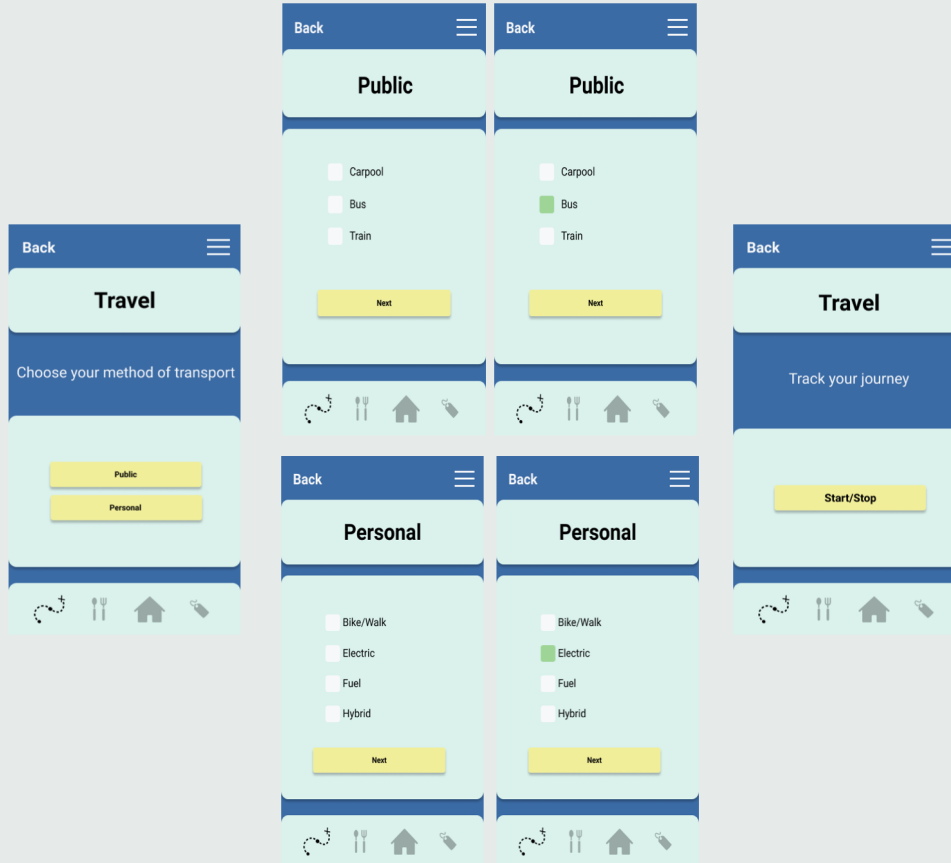 Back
Travel
Choose your method of transport
Public
Personal
Back
Public
Carpool
Bus
Train
Next
Back
Public
Carpool
Bus
Train
Next
Back
Personal
Bike/Walk
Electric
Fuel
Hybrid
Next
Back
Personal
Bike/Walk
Electric
Fuel
Hybrid
Next
Back
Travel
Track your journey
Start/Stop